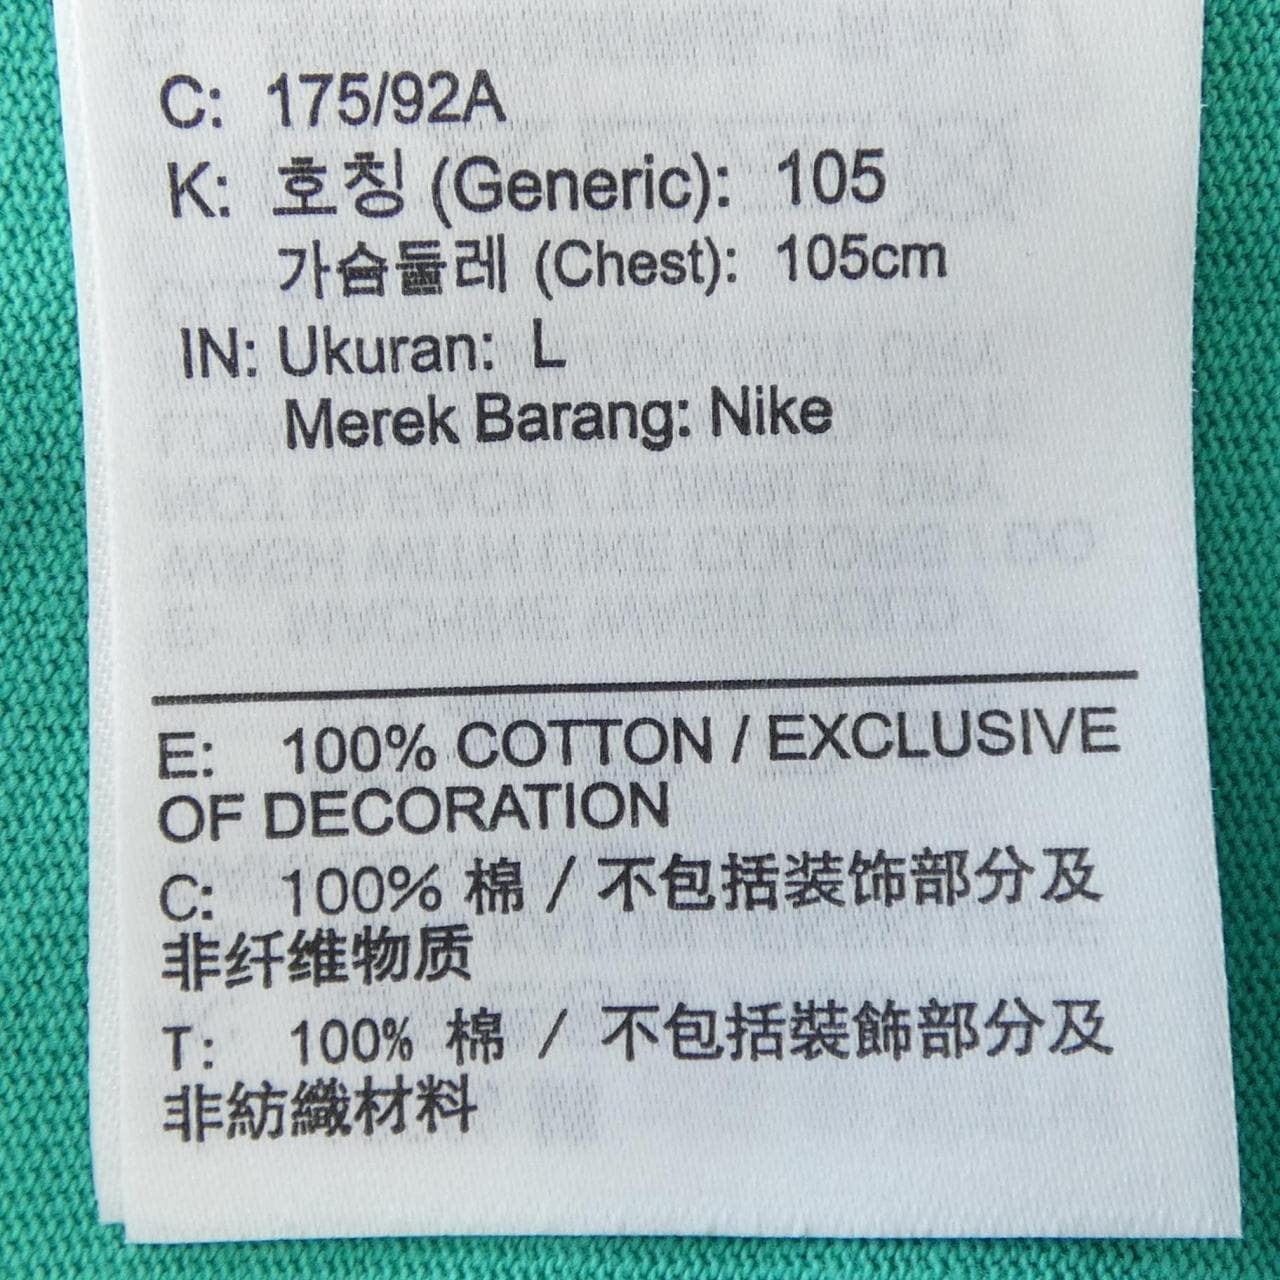 C: 175/92A
K: 호칭 (Generic): 105
가슴둘레 (Chest): 105cm
IN: Ukuran: L
Merek Barang: Nike
E: 100% COTTON / EXCLUSIVE
OF DECORATION
C: 100% 棉 / 不包括装饰部分及
非纤维物质
T: 100% 棉 / 不包括裝飾部分及
非紡織材料